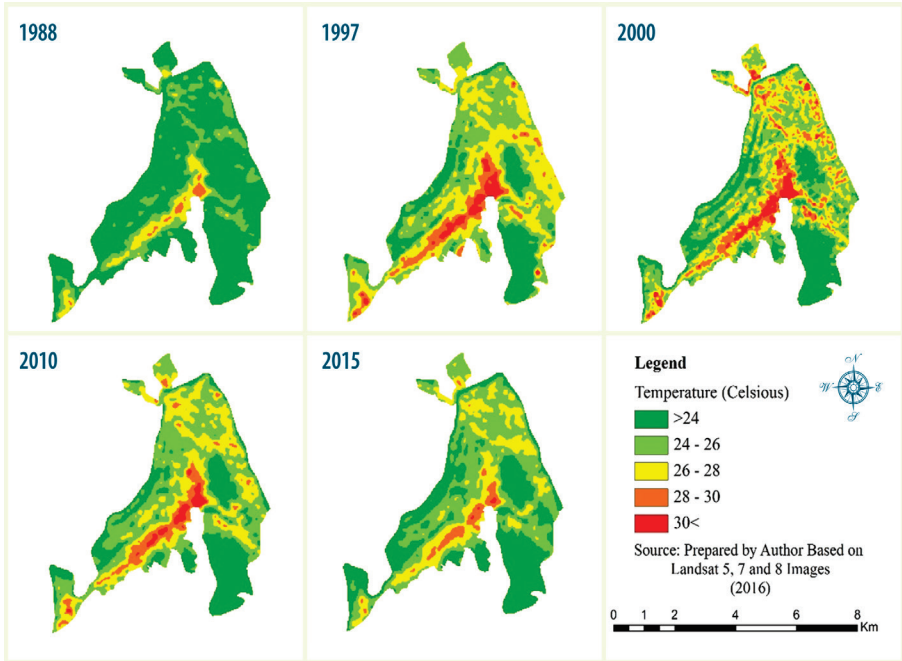 1988
1997
2000
2010
2015
Legend
Temperature (Celsious)
>24
24 - 26
26 - 28
28 - 30
30<
Source: Prepared by Author Based on
Landsat 5, 7 and 8 Images
(2016)
N
W E
S
0 1 2 4 6 8
Km